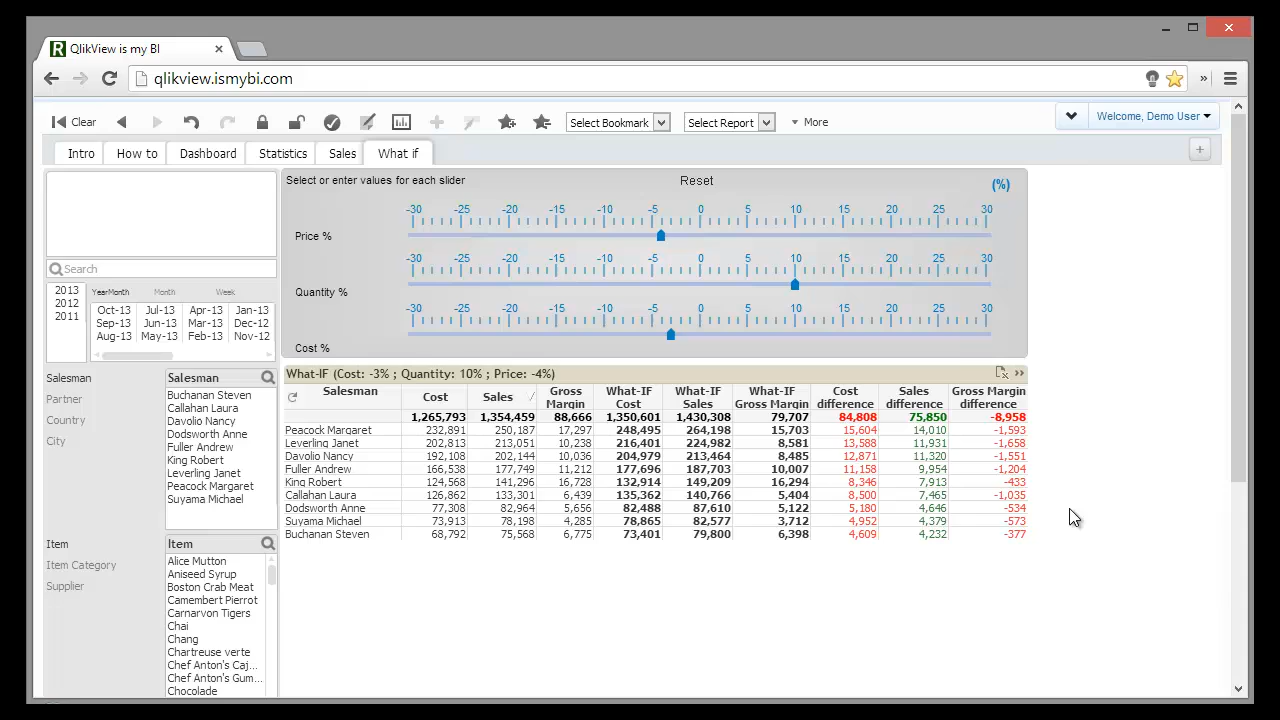 QlikView is my BI
qlikview.ismybi.com
Clear
Select Bookmark
Select Report
More
Welcome, Demo User
Intro How to Dashboard Statistics Sales What if
Select or enter values for each slider Reset (%)
-30 -25 -20 -15 -10 -5 0 5 10 15 20 25 30
Price %
-30 -25 -20 -15 -10 -5 0 5 10 15 20 25 30
Quantity %
-30 -25 -20 -15 -10 -5 0 5 10 15 20 25 30
Cost %
Search
2013
2012
2011
YearMonth Month Week
Oct-13 Jul-13 Apr-13 Jan-13
Sep-13 Jun-13 Mar-13 Dec-12
Aug-13 May-13 Feb-13 Nov-12
Salesman
Partner
Country
City
Salesman
Buchanan Steven
Callahan Laura
Davolio Nancy
Dodsworth Anne
Fuller Andrew
King Robert
Leverling Janet
Peacock Margaret
Suyama Michael
Item
Item Category
Supplier
Item
Alice Mutton
Aniseed Syrup
Boston Crab Meat
Camembert Pierrot
Carnarvon Tigers
Chai
Chang
Chartreuse verte
Chef Anton's Caj...
Chef Anton's Gum...
Chocolade
What-IF (Cost: -3% ; Quantity: 10% ; Price: -4%)
Salesman Cost Sales Gross Margin What-IF Cost What-IF Sales What-IF Gross Margin Cost difference Sales difference Gross Margin difference
1,265,793 1,354,459 88,666 1,350,601 1,430,308 79,707 84,808 75,850 -8,958
Peacock Margaret 232,891 250,187 17,297 248,495 264,198 15,703 15,604 14,010 -1,593
Leverling Janet 202,813 213,051 10,238 216,401 224,982 8,581 13,588 11,931 -1,658
Davolio Nancy 192,108 202,144 10,036 204,979 213,464 8,485 12,871 11,320 -1,551
Fuller Andrew 166,538 177,749 11,212 177,696 187,703 10,007 11,158 9,954 -1,204
King Robert 124,568 141,296 16,728 132,914 149,209 16,294 8,346 7,913 -433
Callahan Laura 126,862 133,301 6,439 135,362 140,766 5,404 8,500 7,465 -1,035
Dodsworth Anne 77,308 82,964 5,656 82,488 87,610 5,122 5,180 4,646 -534
Suyama Michael 73,913 78,198 4,285 78,865 82,577 3,712 4,952 4,379 -573
Buchanan Steven 68,792 75,568 6,775 73,401 79,800 6,398 4,609 4,232 -377